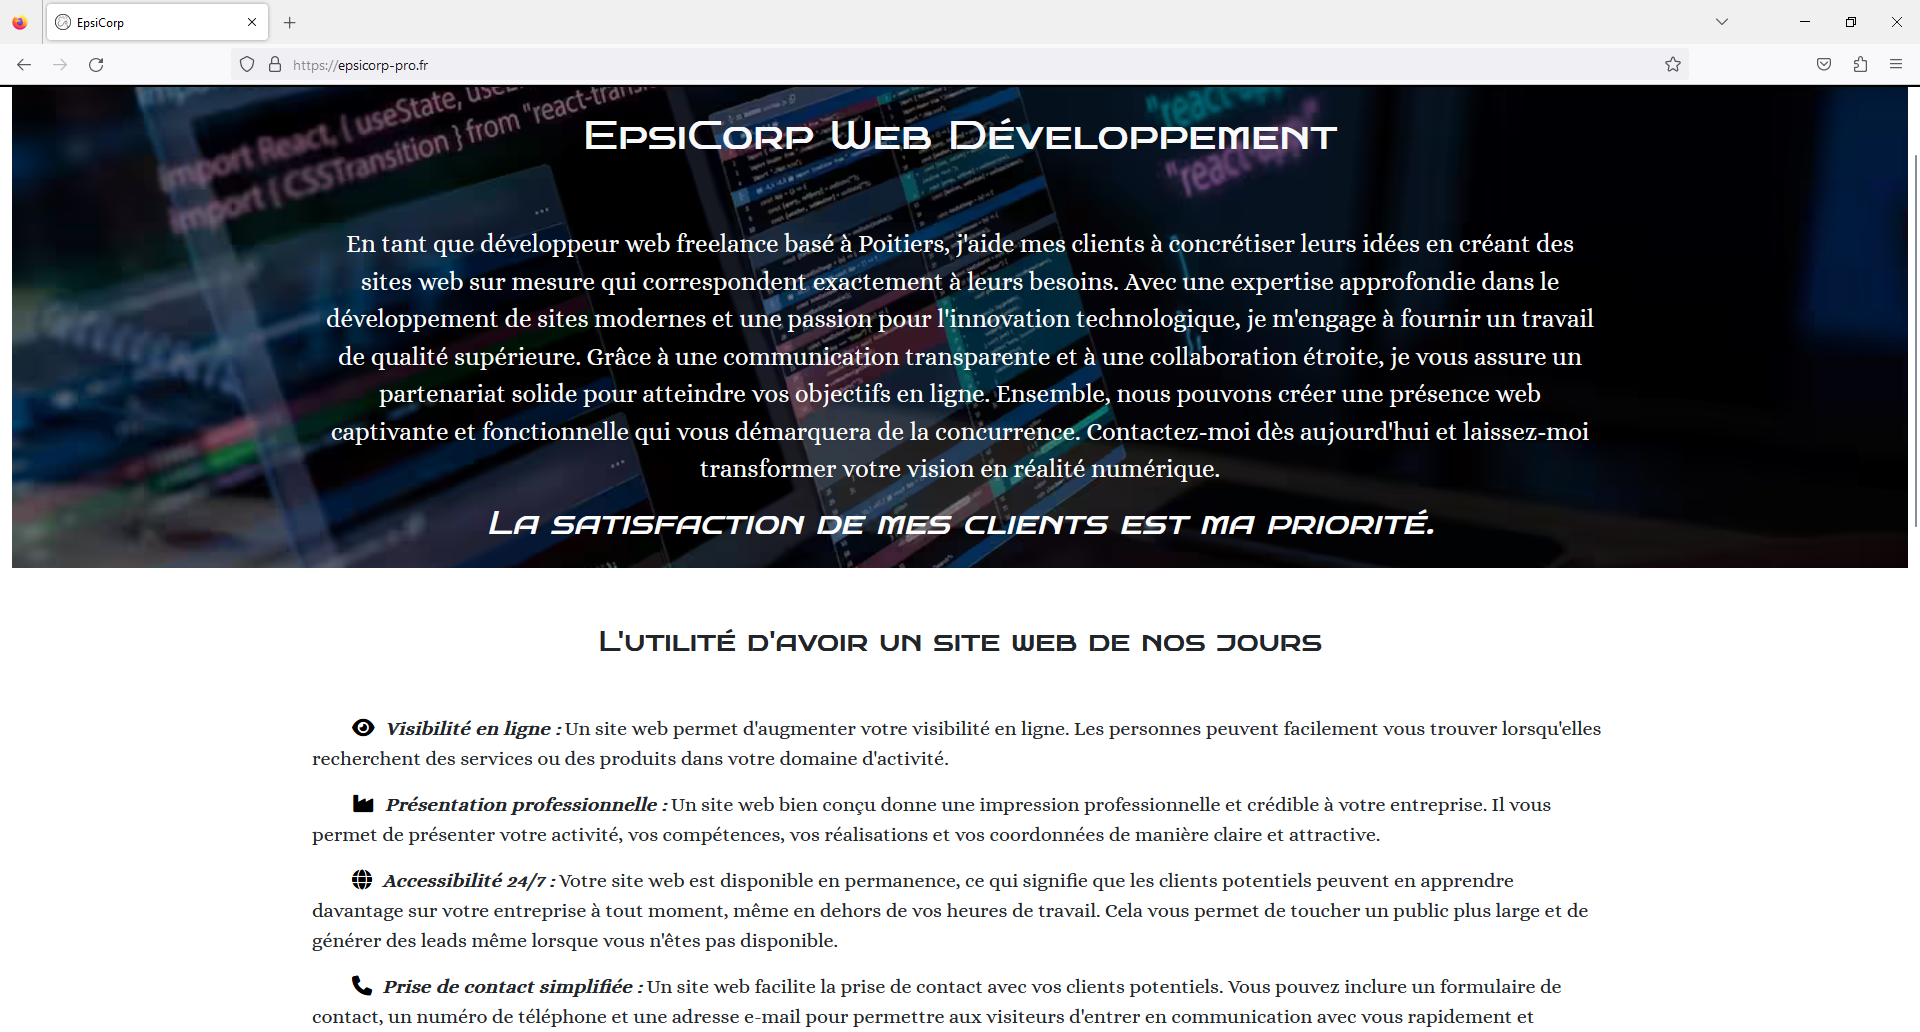 EpsiCorp
https://epsicorp-pro.fr
import React, { useState, use
import { CSSTransition } from "react-trans
"react
"react-
EpsiCorp Web Développement
En tant que développeur web freelance basé à Poitiers, j'aide mes clients à concrétiser leurs idées en créant des
sites web sur mesure qui correspondent exactement à leurs besoins. Avec une expertise approfondie dans le
développement de sites modernes et une passion pour l'innovation technologique, je m'engage à fournir un travail
de qualité supérieure. Grâce à une communication transparente et à une collaboration étroite, je vous assure un
partenariat solide pour atteindre vos objectifs en ligne. Ensemble, nous pouvons créer une présence web
captivante et fonctionnelle qui vous démarquera de la concurrence. Contactez-moi dès aujourd'hui et laissez-moi
transformer votre vision en réalité numérique.
La satisfaction de mes clients est ma priorité.
L'utilité d'avoir un site web de nos jours
Visibilité en ligne : Un site web permet d'augmenter votre visibilité en ligne. Les personnes peuvent facilement vous trouver lorsqu'elles
recherchent des services ou des produits dans votre domaine d'activité.
Présentation professionnelle : Un site web bien conçu donne une impression professionnelle et crédible à votre entreprise. Il vous
permet de présenter votre activité, vos compétences, vos réalisations et vos coordonnées de manière claire et attractive.
Accessibilité 24/7 : Votre site web est disponible en permanence, ce qui signifie que les clients potentiels peuvent en apprendre
davantage sur votre entreprise à tout moment, même en dehors de vos heures de travail. Cela vous permet de toucher un public plus large et de
générer des leads même lorsque vous n'êtes pas disponible.
Prise de contact simplifiée : Un site web facilite la prise de contact avec vos clients potentiels. Vous pouvez inclure un formulaire de
contact, un numéro de téléphone et une adresse e-mail pour permettre aux visiteurs d'entrer en communication avec vous rapidement et